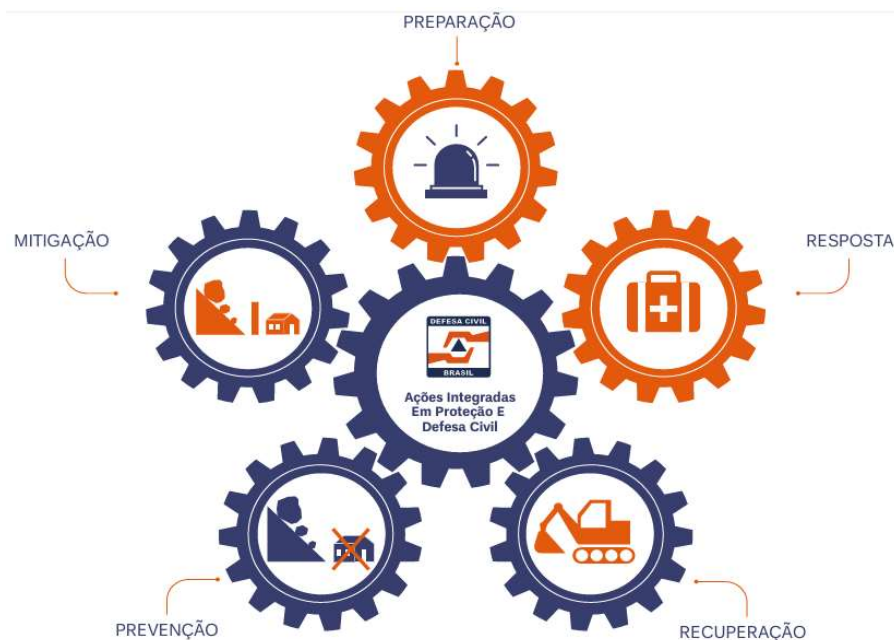 PREPARAÇÃO
MITIGAÇÃO
RESPOSTA
DEFESA CIVIL
BRASIL
Ações Integradas
Em Proteção E
Defesa Civil
PREVENÇÃO
RECUPERAÇÃO